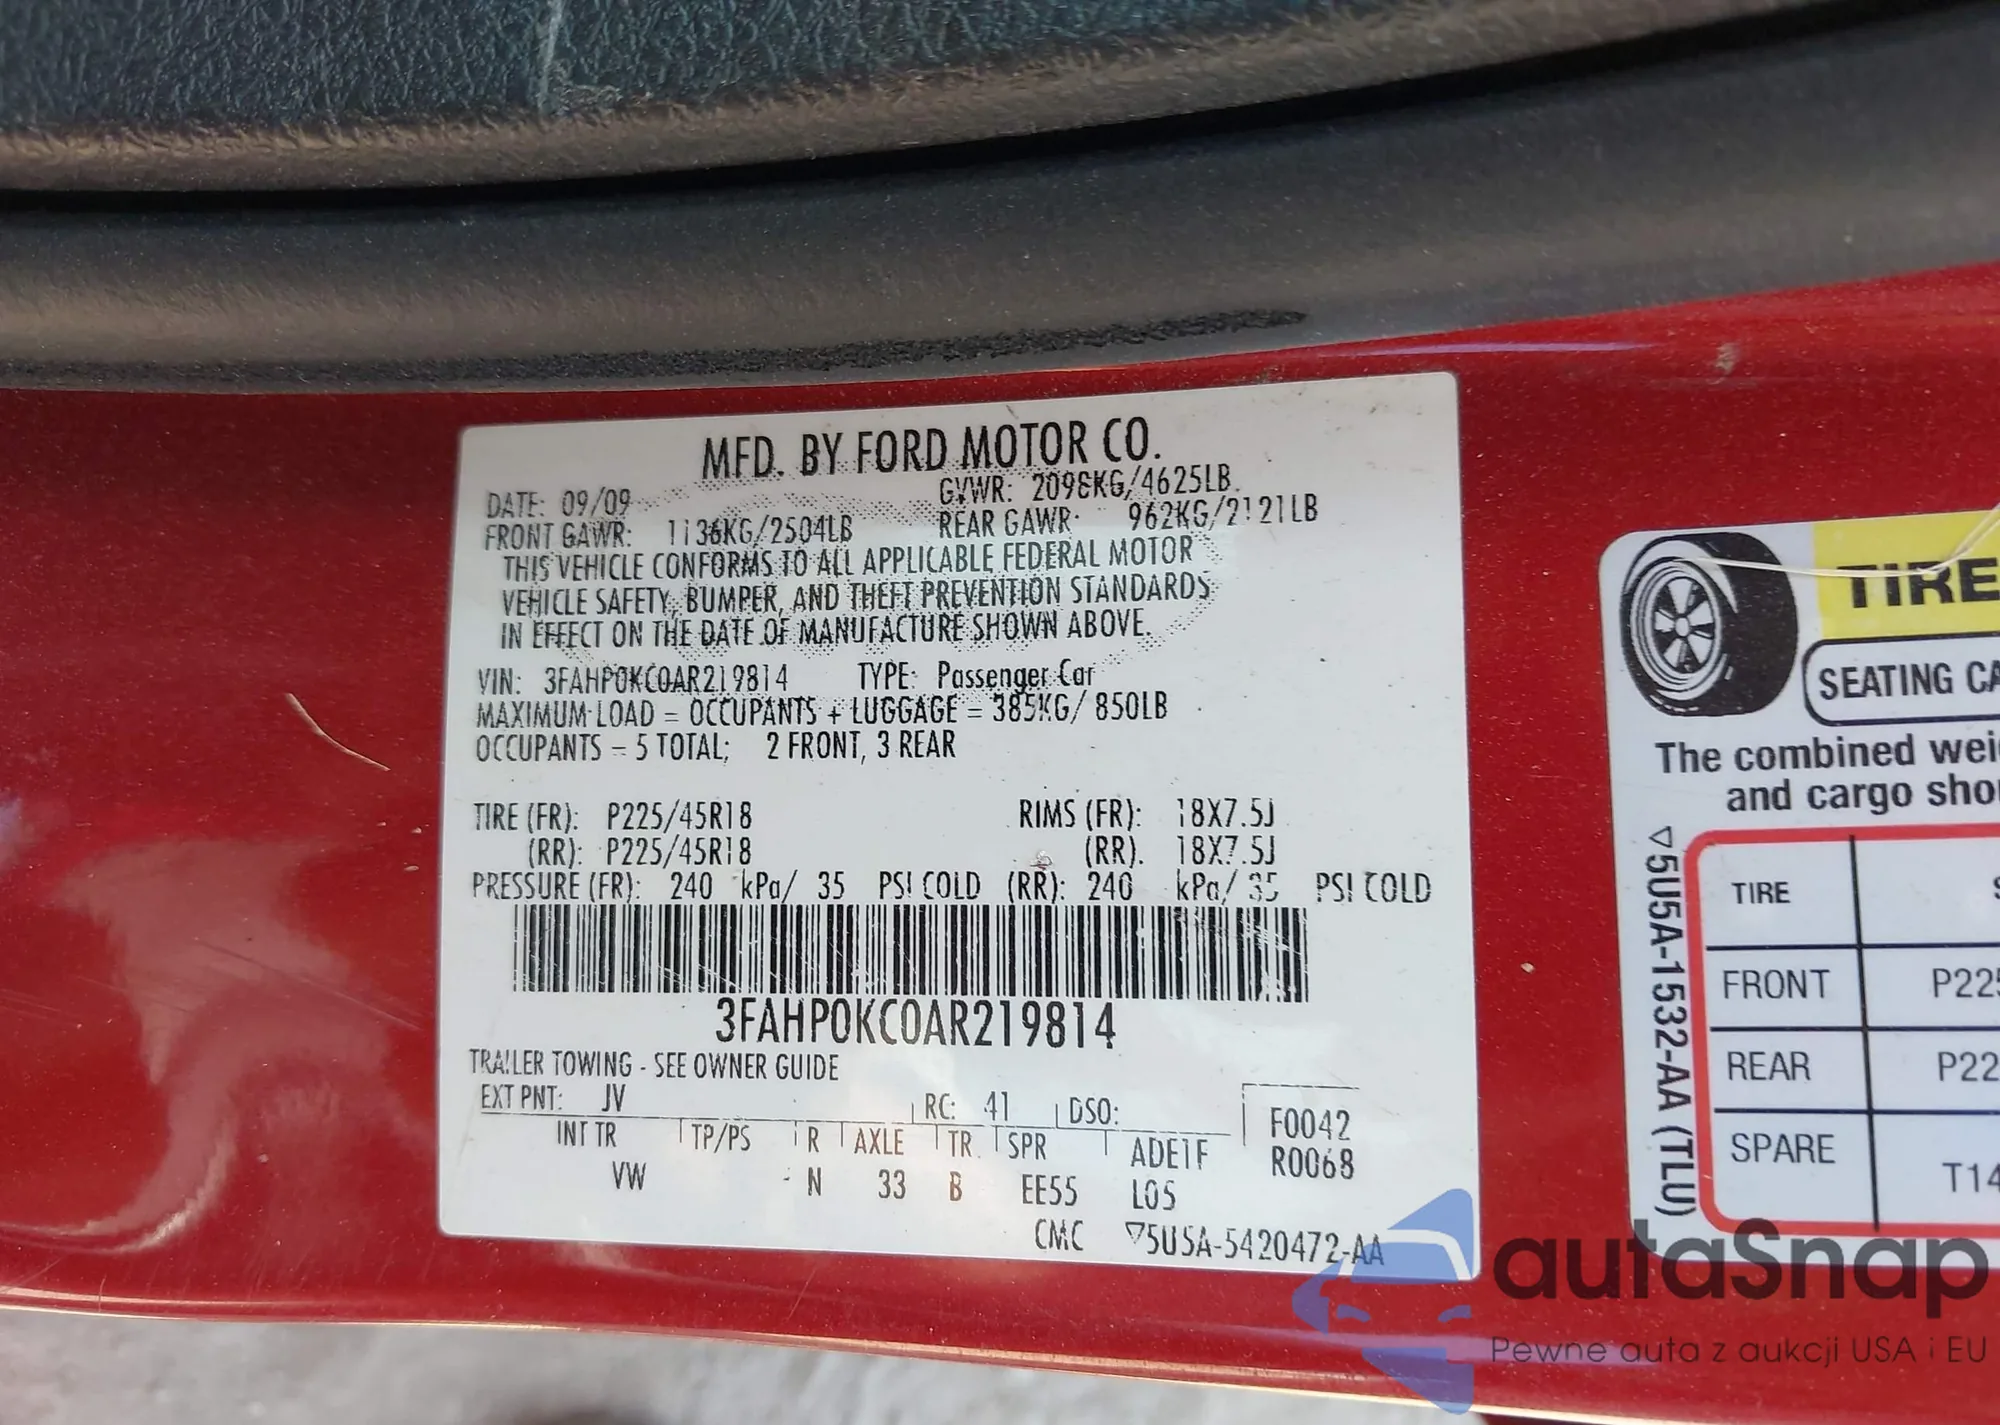 MFD. BY FORD MOTOR CO.
DATE: 09/09 GVWR: 2098KG/4625LB
FRONT GAWR: 1136KG/2504LB REAR GAWR: 962KG/2121LB
THIS VEHICLE CONFORMS TO ALL APPLICABLE FEDERAL MOTOR
VEHICLE SAFETY, BUMPER, AND THEFT PREVENTION STANDARDS
IN EFFECT ON THE DATE OF MANUFACTURE SHOWN ABOVE.
VIN: 3FAHP0KC0AR219814 TYPE: Passenger Car
MAXIMUM LOAD = OCCUPANTS + LUGGAGE = 385KG/ 850LB
OCCUPANTS = 5 TOTAL; 2 FRONT, 3 REAR
TIRE (FR): P225/45R18 RIMS (FR): 18X7.5J
(RR): P225/45R18 (RR). 18X7.5J
PRESSURE (FR): 240 kPa/ 35 PSI COLD (RR): 240 kPa/ 35 PSI COLD
3FAHP0KC0AR219814
TRAILER TOWING - SEE OWNER GUIDE
EXT PNT: JV RC: 41 DSO: F0042
INT TR TP/PS R AXLE TR SPR ADE1F R0068
VW N 33 B EE55 L05
CMC ▽5U5A-5420472-AA
TIRE
SEATING CA
The combined wei
and cargo sho
▽5U5A-1532-AA (TLU)
TIRE S
FRONT P225
REAR P22
SPARE T14
autaSnap
Pewne auta z aukcji USA i EU